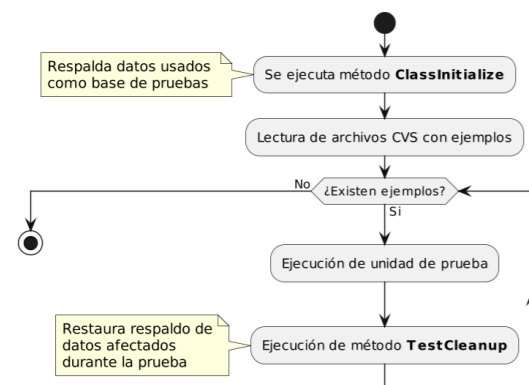 Respalda datos usados
como base de pruebas
Se ejecuta método ClassInitialize
Lectura de archivos CVS con ejemplos
No
¿Existen ejemplos?
Si
Ejecución de unidad de prueba
Restaura respaldo de
datos afectados
durante la prueba
Ejecución de método TestCleanup